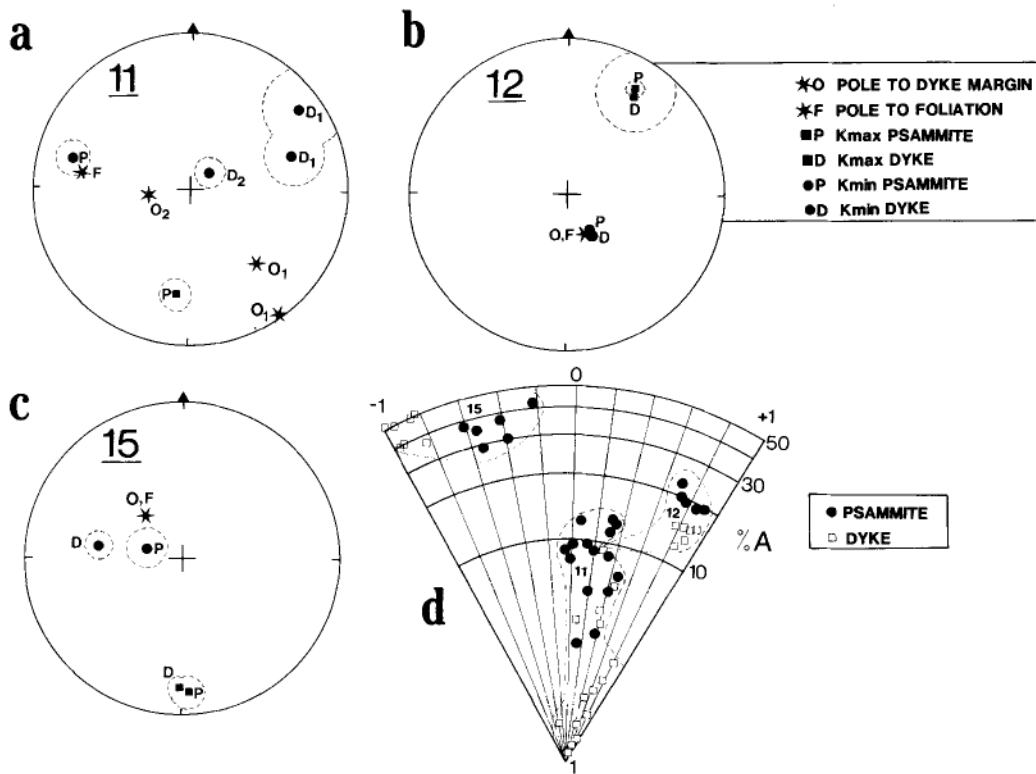 a
11
D1
D1
P
F
D2
O2
P
O1
O1
b
12
P
D
P
O,F
D
O POLE TO DYKE MARGIN
F POLE TO FOLIATION
P Kmax PSAMMITE
D Kmax DYKE
P Kmin PSAMMITE
D Kmin DYKE
c
15
O,F
D
P
D
P
d
-1
0
+1
50
30
10
1
%A
15
12
(1)
11
PSAMMITE
DYKE